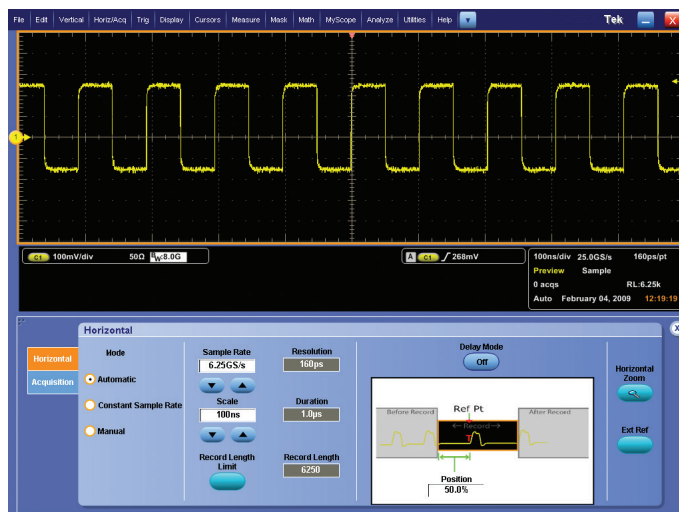 File Edit Vertical Horiz/Acq Trig Display Cursors Measure Mask Math MyScope Analyze Utilities Help Tek X
1
C1 100mV/div 50Ω BW:8.0G
A C1 268mV
100ns/div 25.0GS/s 160ps/pt
Preview Sample
0 acqs RL:6.25k
Auto February 04, 2009 12:19:19
Horizontal X
Horizontal
Acquisition
Mode
Automatic
Constant Sample Rate
Manual
Sample Rate
6.25GS/s
Scale
100ns
Record Length
Limit
Resolution
160ps
Duration
1.0µs
Record Length
6250
Delay Mode
Off
Before Record
Ref Pt
Record
After Record
T
Position
50.0%
Horizontal
Zoom
Ext Ref